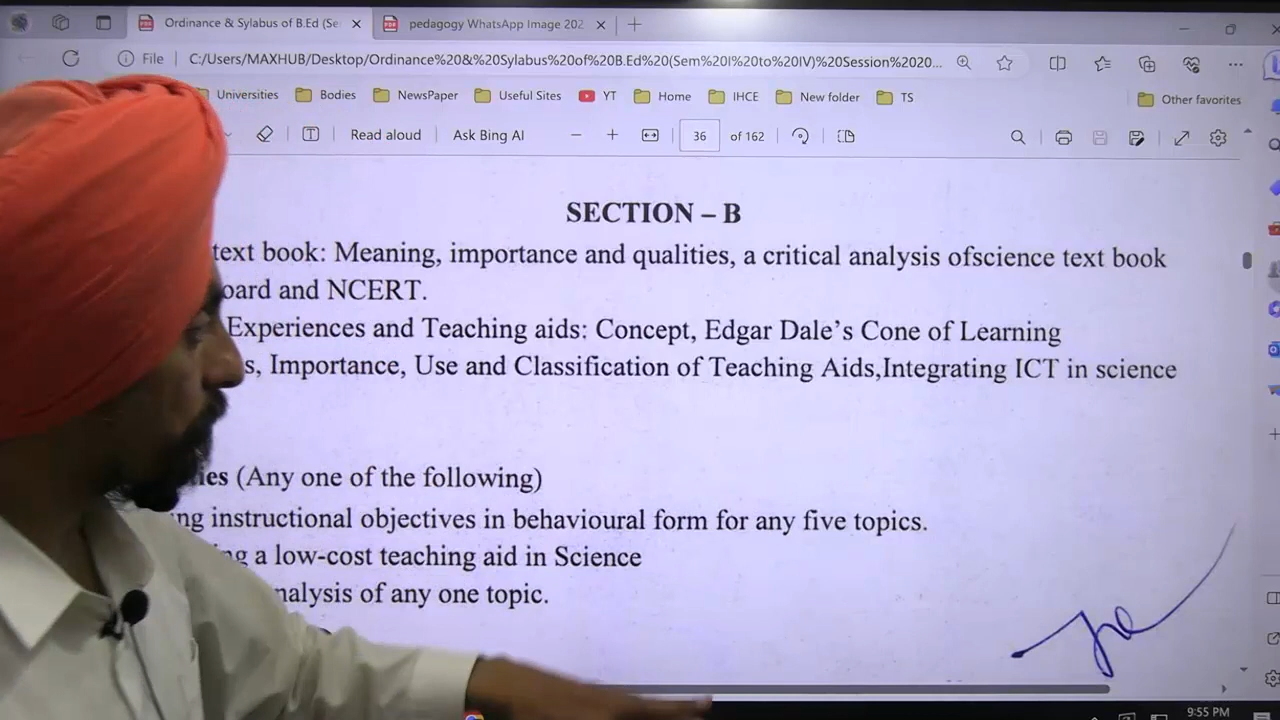 Ordinance & Sylabus of B.Ed (Se
pedagogy WhatsApp Image 202
File
C:/Users/MAXHUB/Desktop/Ordinance%20&%20Sylabus%20of%20B.Ed%20(Sem%20I%20to%20IV)%20Session%2020...
Universities Bodies NewsPaper Useful Sites YT Home IHCE New folder TS Other favorites
Read aloud Ask Bing AI 36 of 162
SECTION – B
text book: Meaning, importance and qualities, a critical analysis ofscience text book
and NCERT.
Experiences and Teaching aids: Concept, Edgar Dale's Cone of Learning
Importance, Use and Classification of Teaching Aids,Integrating ICT in science
(Any one of the following)
instructional objectives in behavioural form for any five topics.
a low-cost teaching aid in Science
of any one topic.
9:55 PM